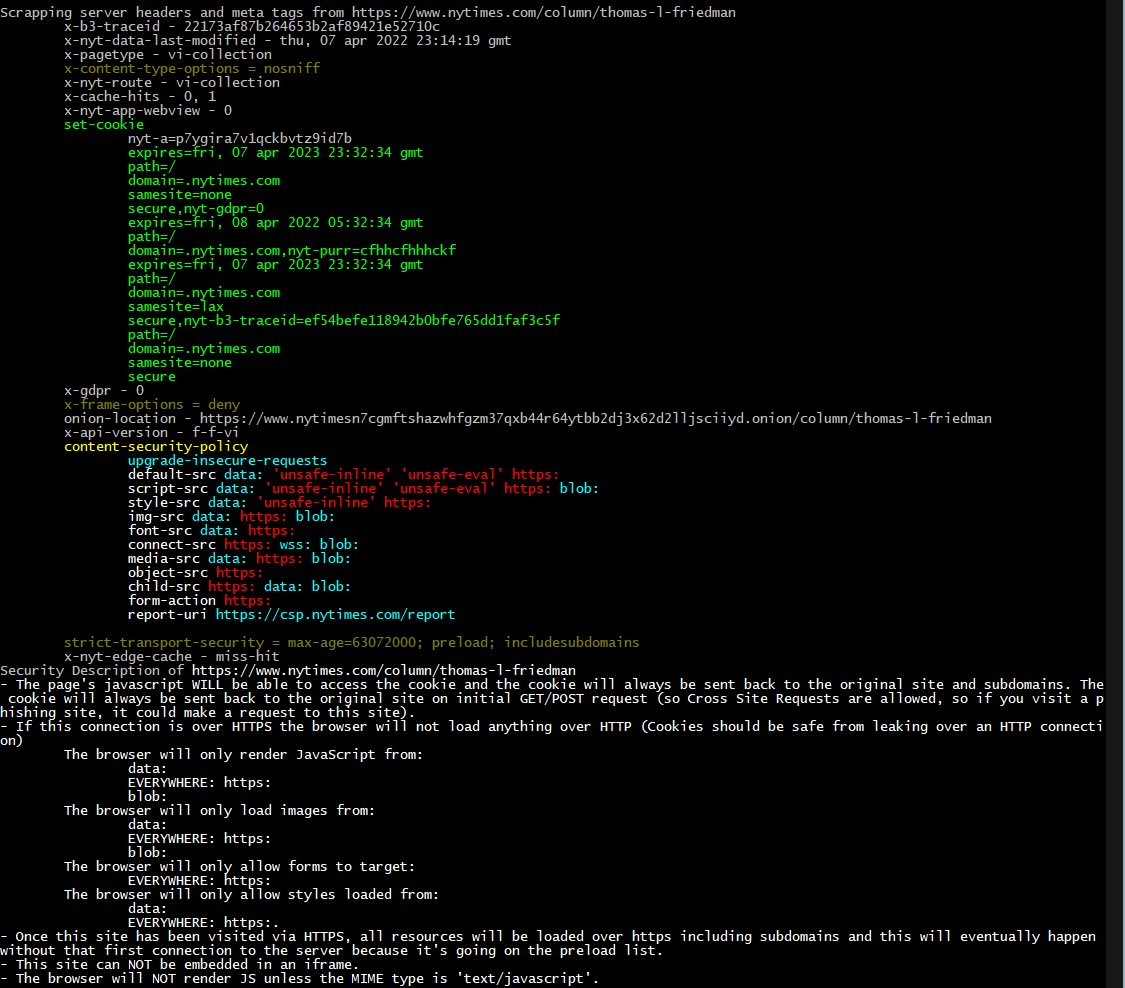 Scrapping server headers and meta tags from https://www.nytimes.com/column/thomas-l-friedman
x-b3-traceid - 22173af87b264653b2af89421e52710c
x-nyt-data-last-modified - thu, 07 apr 2022 23:14:19 gmt
x-pagetype - vi-collection
x-content-type-options = nosniff
x-nyt-route - vi-collection
x-cache-hits - 0, 1
x-nyt-app-webview - 0
set-cookie
nyt-a=p7ygira7v1qckbvtz9id7b
expires=fri, 07 apr 2023 23:32:34 gmt
path=/
domain=.nytimes.com
samesite=none
secure,nyt-gdpr=0
expires=fri, 08 apr 2022 05:32:34 gmt
path=/
domain=.nytimes.com,nyt-purr=cfhhcfhhhckf
expires=fri, 07 apr 2023 23:32:34 gmt
path=/
domain=.nytimes.com
samesite=lax
secure,nyt-b3-traceid=ef54befe118942b0bfe765dd1faf3c5f
path=/
domain=.nytimes.com
samesite=none
secure
x-gdpr - 0
x-frame-options = deny
onion-location - https://www.nytimesn7cgmftshazwhfgzm37qxb44r64ytbb2dj3x62d2lljsciiyd.onion/column/thomas-l-friedman
x-api-version - f-f-vi
content-security-policy
upgrade-insecure-requests
default-src data: 'unsafe-inline' 'unsafe-eval' https:
script-src data: 'unsafe-inline' 'unsafe-eval' https: blob:
style-src data: 'unsafe-inline' https:
img-src data: https: blob:
font-src data: https:
connect-src https: wss: blob:
media-src data: https: blob:
object-src https:
child-src https: data: blob:
form-action https:
report-uri https://csp.nytimes.com/report
strict-transport-security = max-age=63072000; preload; includesubdomains
x-nyt-edge-cache - miss-hit
Security Description of https://www.nytimes.com/column/thomas-l-friedman
- The page's javascript WILL be able to access the cookie and the cookie will always be sent back to the original site and subdomains. The
cookie will always be sent back to the original site on initial GET/POST request (so Cross Site Requests are allowed, so if you visit a p
hishing site, it could make a request to this site).
- If this connection is over HTTPS the browser will not load anything over HTTP (Cookies should be safe from leaking over an HTTP connecti
on)
The browser will only render JavaScript from:
data:
EVERYWHERE: https:
blob:
The browser will only load images from:
data:
EVERYWHERE: https:
blob:
The browser will only allow forms to target:
EVERYWHERE: https:
The browser will only allow styles loaded from:
data:
EVERYWHERE: https:.
- Once this site has been visited via HTTPS, all resources will be loaded over https including subdomains and this will eventually happen
without that first connection to the server because it's going on the preload list.
- This site can NOT be embedded in an iframe.
- The browser will NOT render JS unless the MIME type is 'text/javascript'.